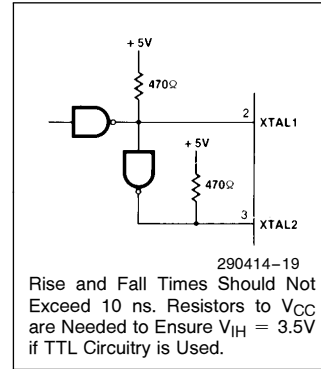 + 5V
470Ω
2
XTAL1
+ 5V
470Ω
3
XTAL2
290414–19
Rise and Fall Times Should Not
Exceed 10 ns. Resistors to VCC
are Needed to Ensure VIH = 3.5V
if TTL Circuitry is Used.